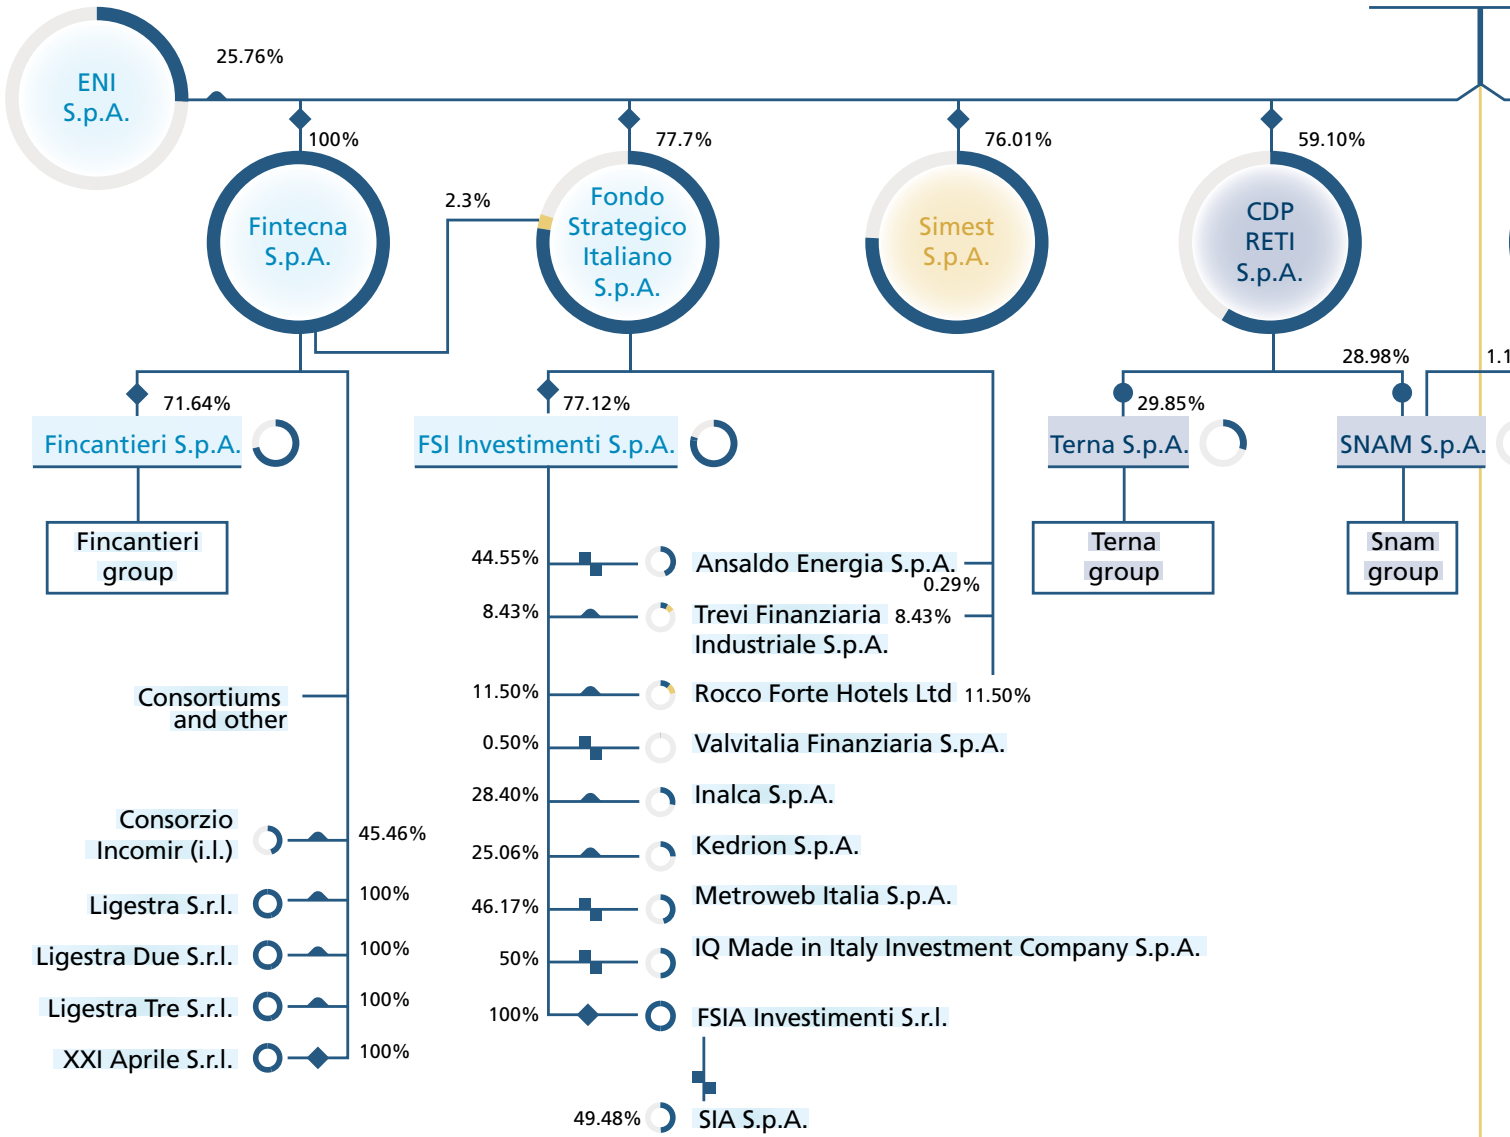 ENI
S.p.A.
25.76%
100%
77.7%
76.01%
59.10%
Fintecna
S.p.A.
2.3%
Fondo
Strategico
Italiano
S.p.A.
Simest
S.p.A.
CDP
RETI
S.p.A.
28.98%
1.1
71.64%
77.12%
29.85%
Fincantieri S.p.A.
FSI Investimenti S.p.A.
Terna S.p.A.
SNAM S.p.A.
Fincantieri
group
Terna
group
Snam
group
44.55%
Ansaldo Energia S.p.A.
0.29%
8.43%
Trevi Finanziaria
Industriale S.p.A.
8.43%
11.50%
Rocco Forte Hotels Ltd
11.50%
0.50%
Valvitalia Finanziaria S.p.A.
28.40%
Inalca S.p.A.
25.06%
Kedrion S.p.A.
46.17%
Metroweb Italia S.p.A.
50%
IQ Made in Italy Investment Company S.p.A.
100%
FSIA Investimenti S.r.l.
49.48%
SIA S.p.A.
Consortiums
and other
Consorzio
Incomir (i.l.)
45.46%
Ligestra S.r.l.
100%
Ligestra Due S.r.l.
100%
Ligestra Tre S.r.l.
100%
XXI Aprile S.r.l.
100%